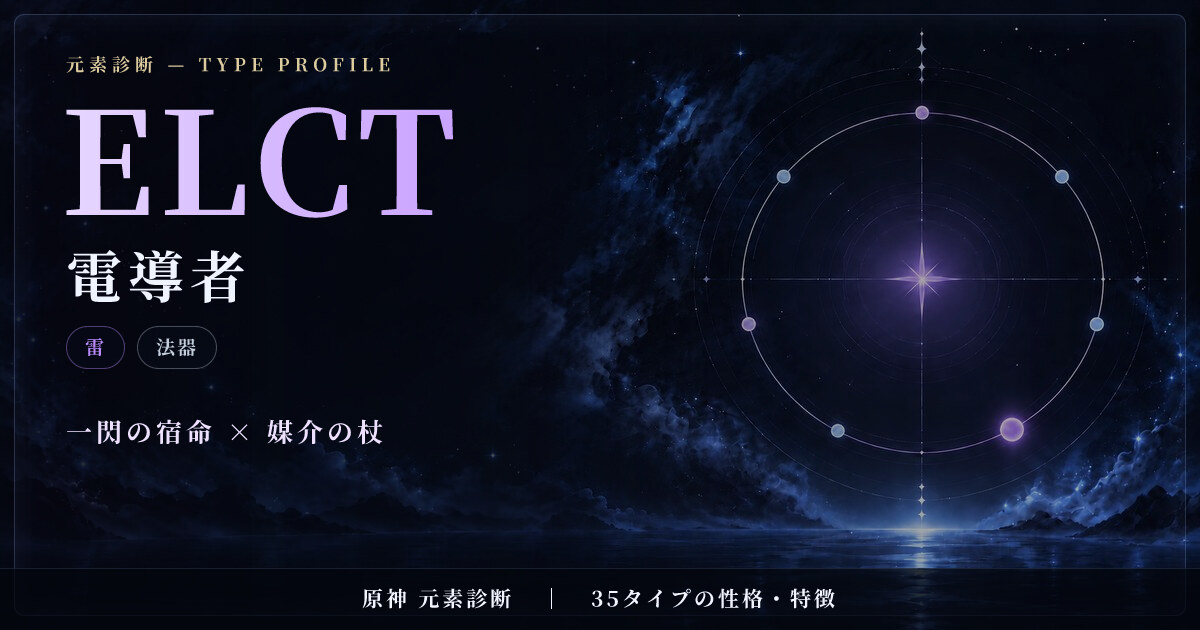 元素診断 — TYPE PROFILE
ELCT
電導者
雷 法器
一閃の宿命 × 媒介の杖
原神 元素診断 | 35タイプの性格・特徴